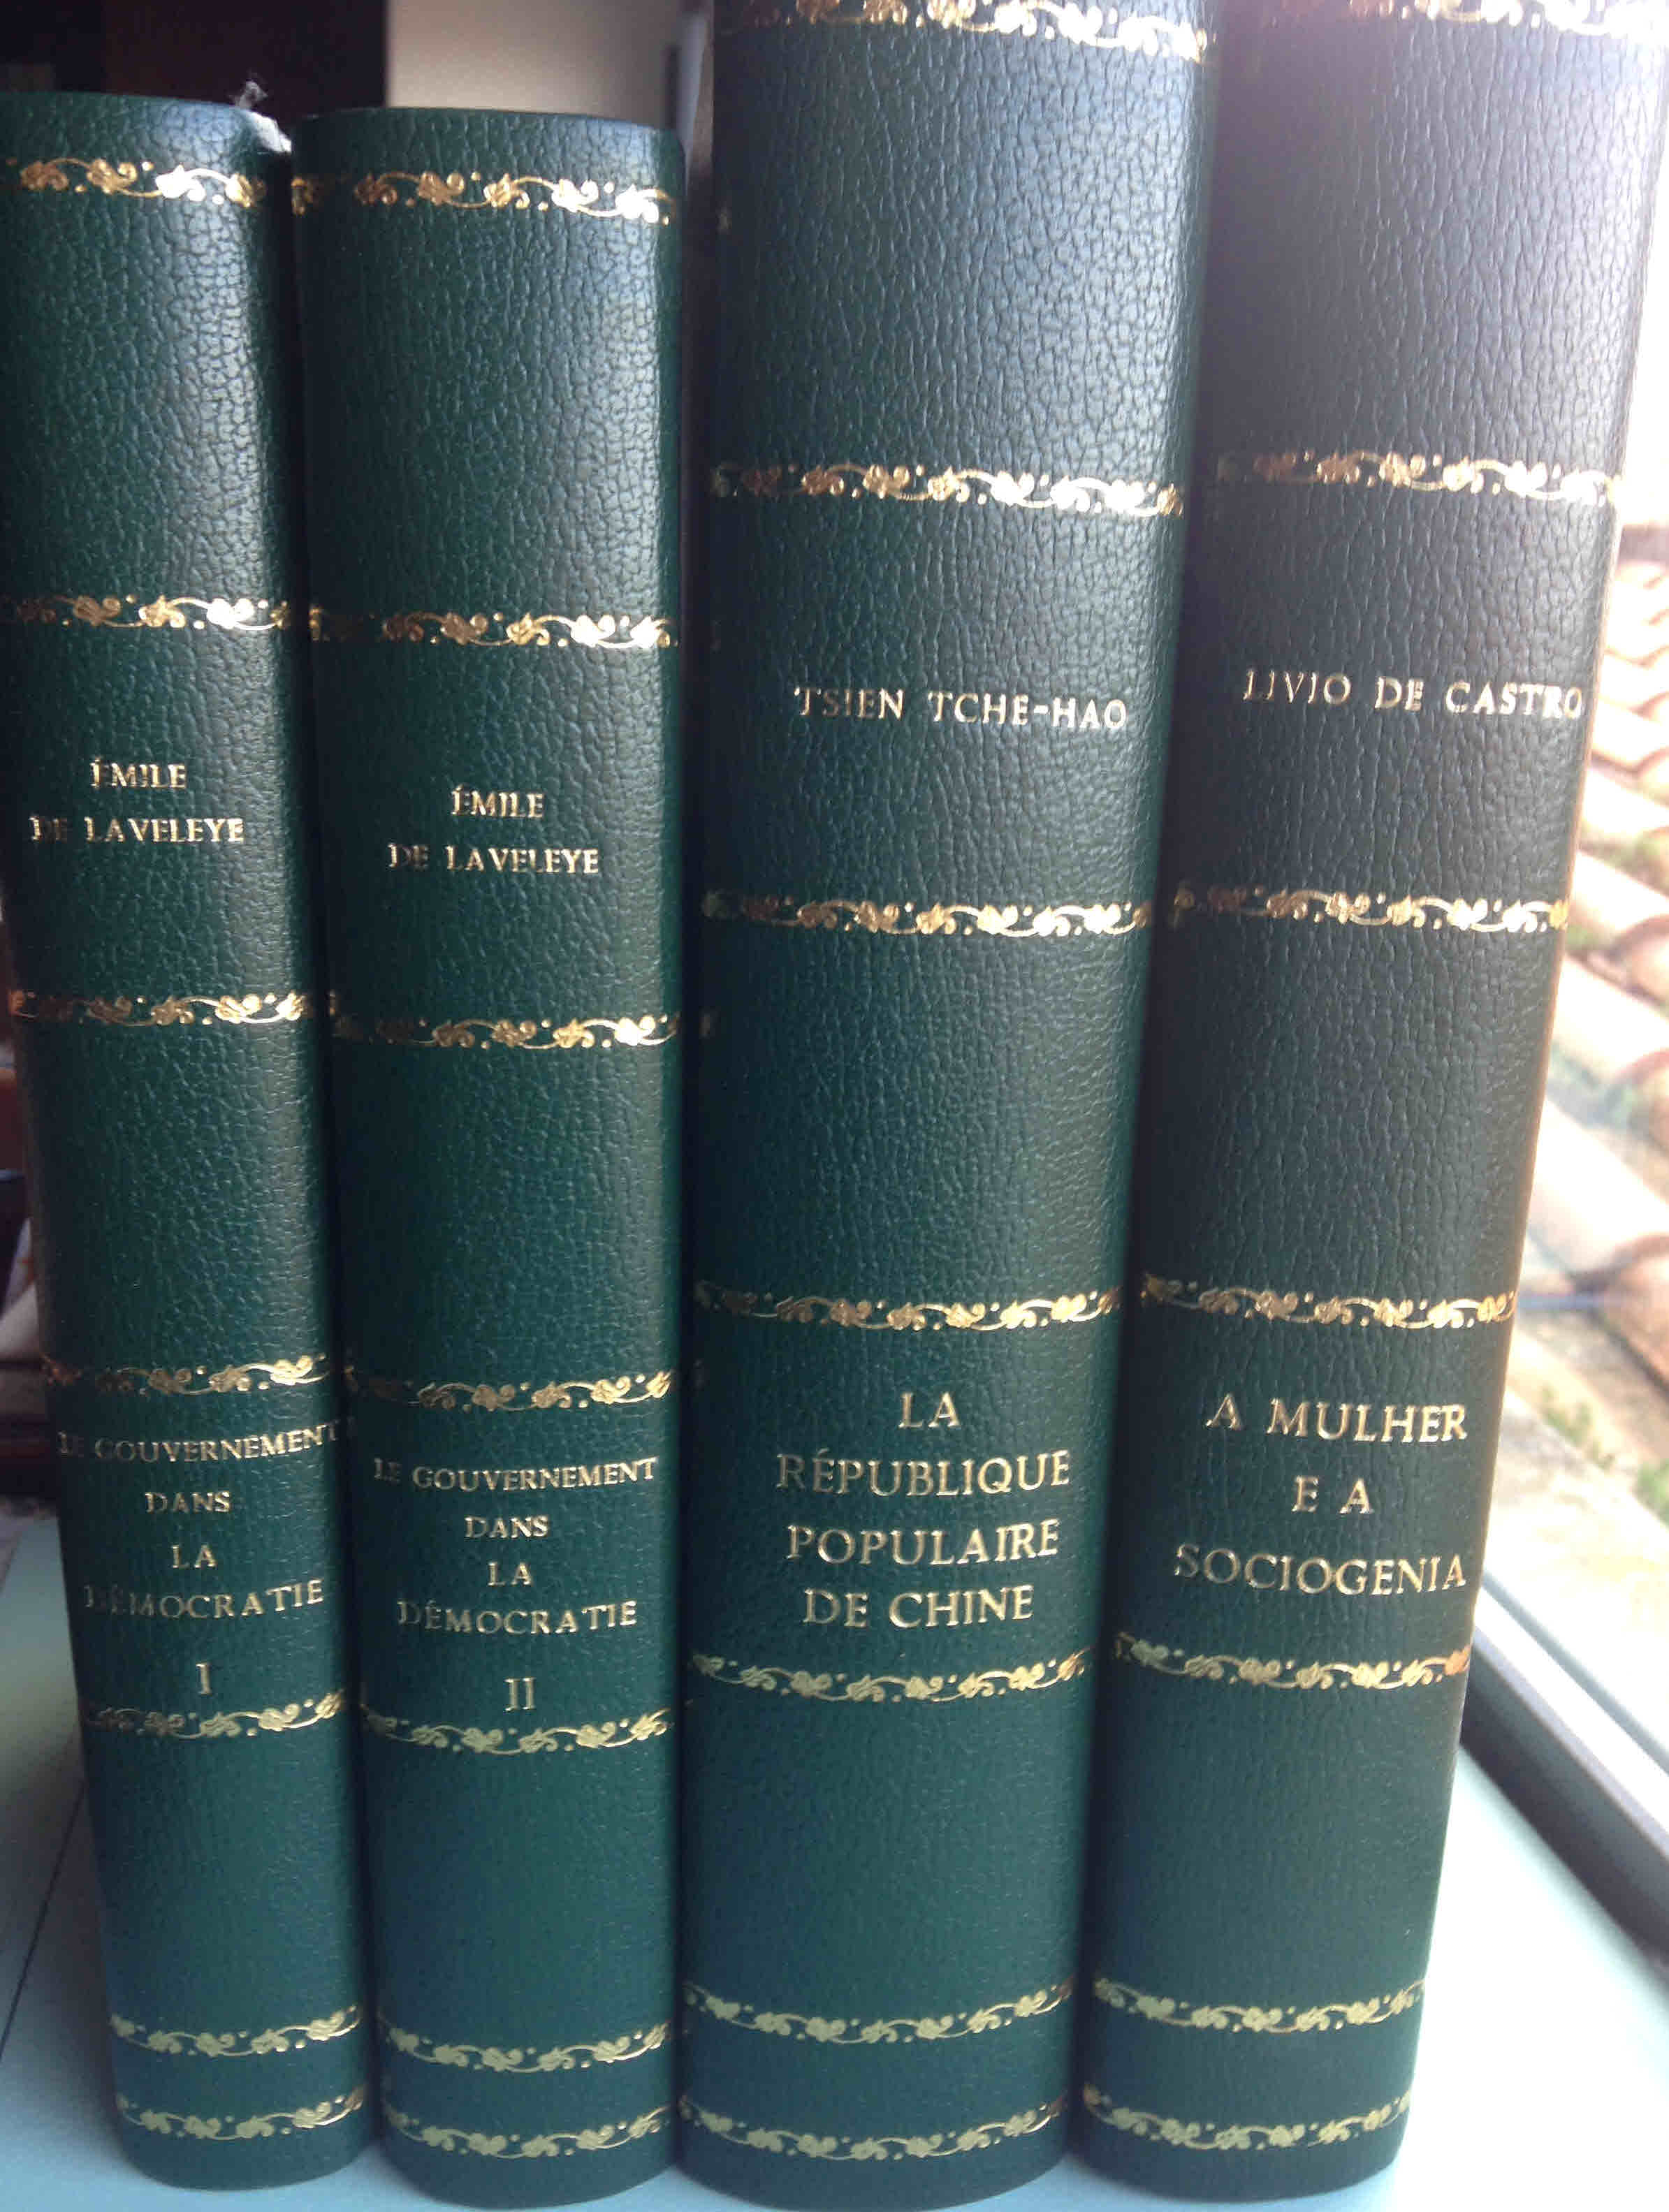 ÉMILE
DE LAVELEYE
LE GOUVERNEMENT
DANS
LA
DÉMOCRATIE
I
ÉMILE
DE LAVELEYE
LE GOUVERNEMENT
DANS
LA
DÉMOCRATIE
II
TSIEN TCHE-HAO
LA
RÉPUBLIQUE
POPULAIRE
DE CHINE
LIVIO DE CASTRO
A MULHER
E A
SOCIOGENIA